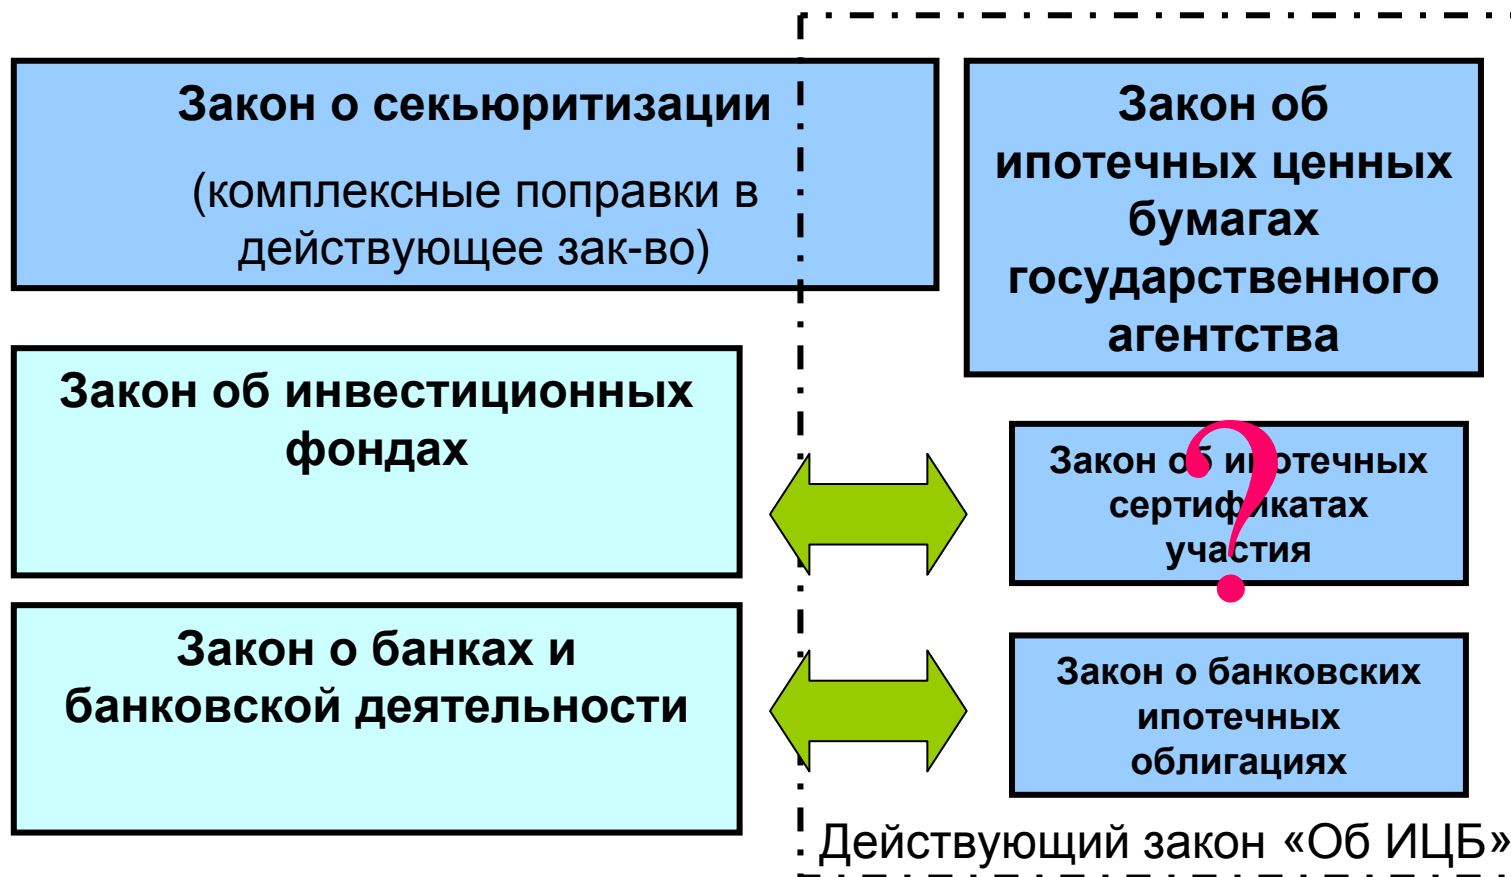 Закон о секьюритизации
(комплексные поправки в
действующее зак-во)
Закон об
ипотечных ценных
бумагах
государственного
агентства
Закон об инвестиционных
фондах
Закон об ипотечных
сертификатах
участия
?
Закон о банках и
банковской деятельности
Закон о банковских
ипотечных
облигациях
Действующий закон «Об ИЦБ»